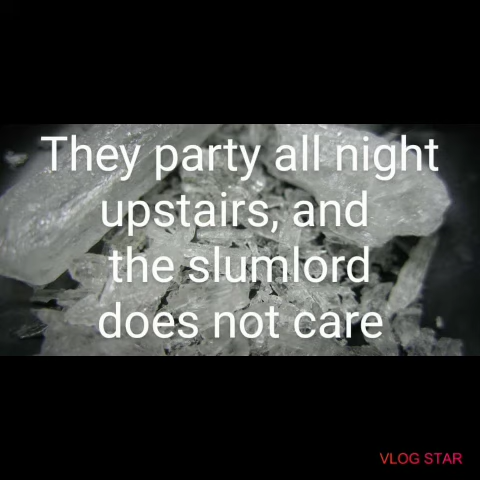 They party all night
upstairs, and
the slumlord
does not care
VLOG STAR